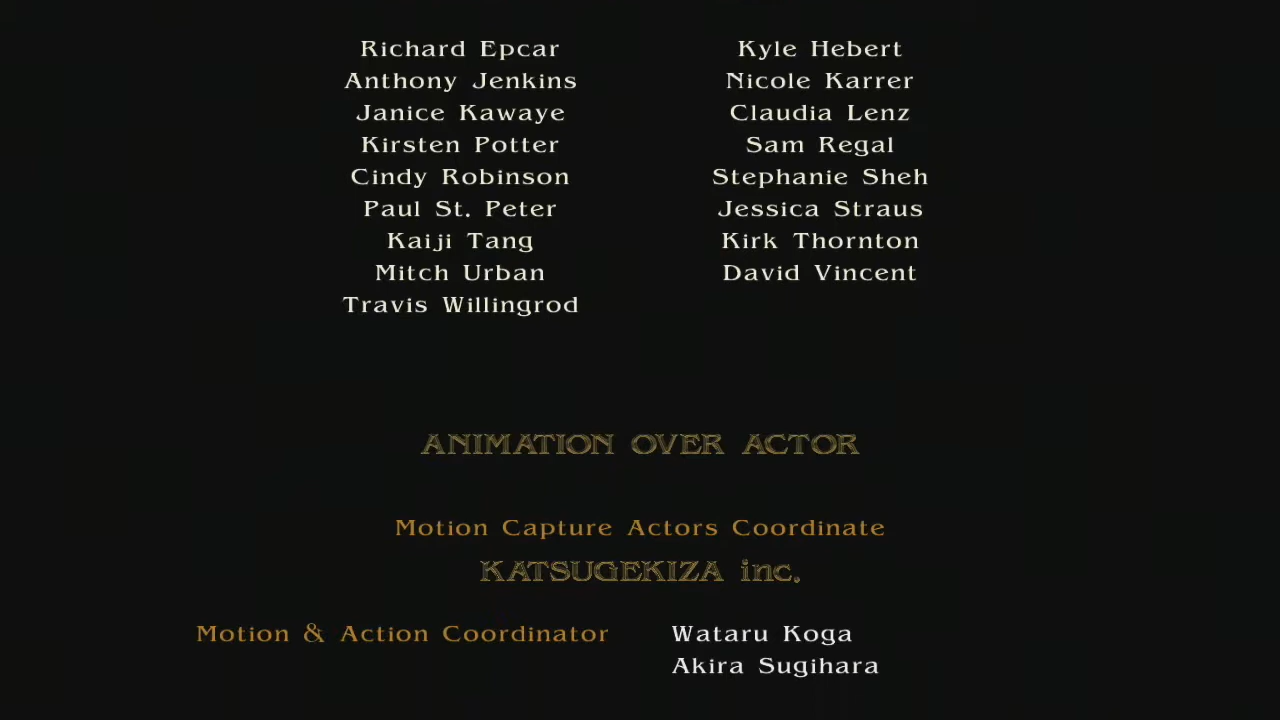 Richard Epcar Kyle Hebert
Anthony Jenkins Nicole Karrer
Janice Kawaye Claudia Lenz
Kirsten Potter Sam Regal
Cindy Robinson Stephanie Sheh
Paul St. Peter Jessica Straus
Kaiji Tang Kirk Thornton
Mitch Urban David Vincent
Travis Willingrod
ANIMATION OVER ACTOR
Motion Capture Actors Coordinate
KATSUGEKIZA inc.
Motion & Action Coordinator Wataru Koga
Akira Sugihara